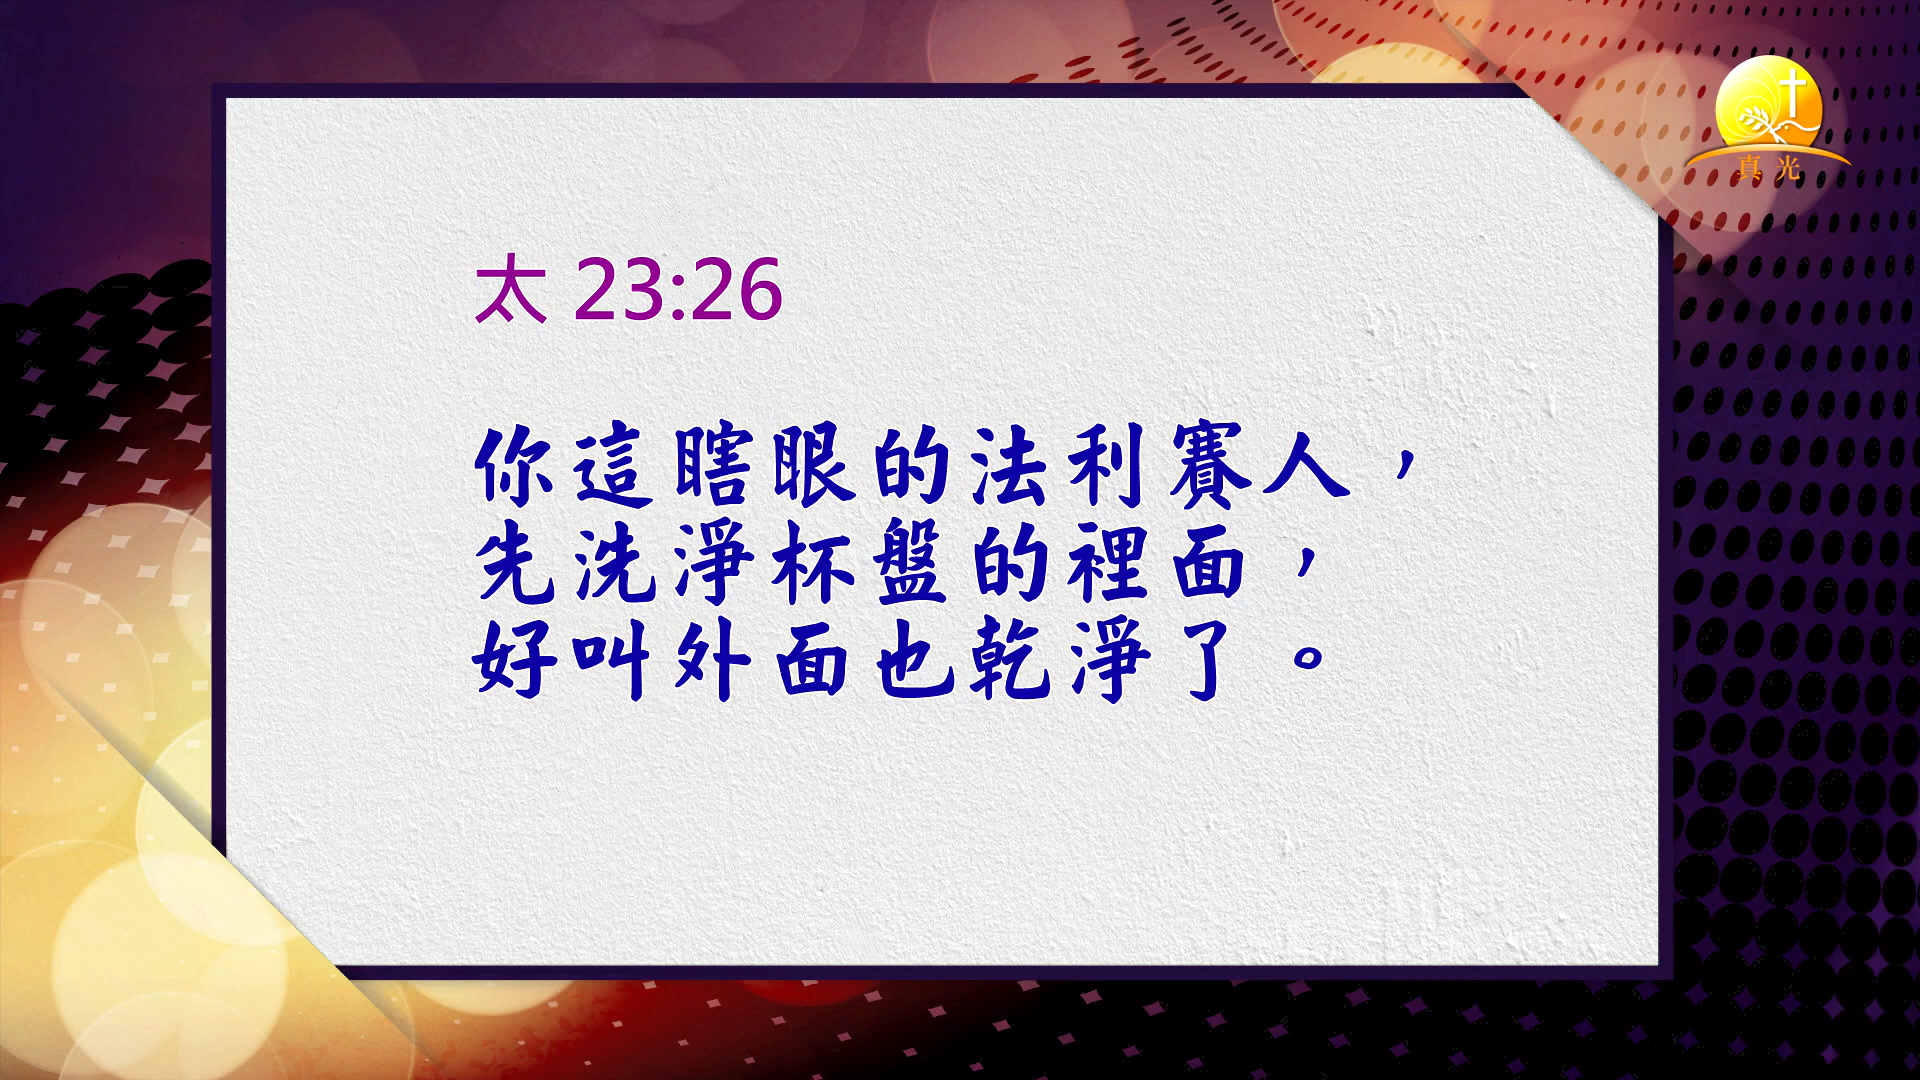 真光
太 23:26
你這瞎眼的法利賽人，
先洗淨杯盤的裡面，
好叫外面也乾淨了。